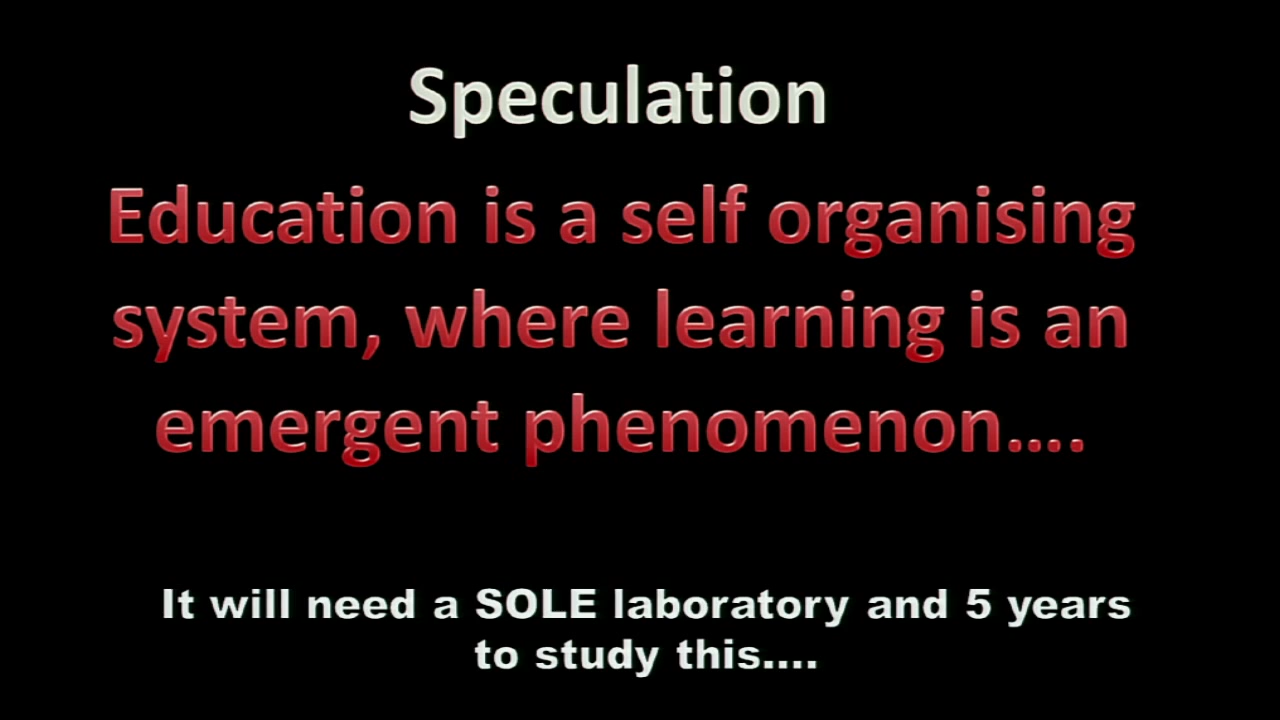 Speculation
Education is a self organising
system, where learning is an
emergent phenomenon....
It will need a SOLE laboratory and 5 years
to study this....